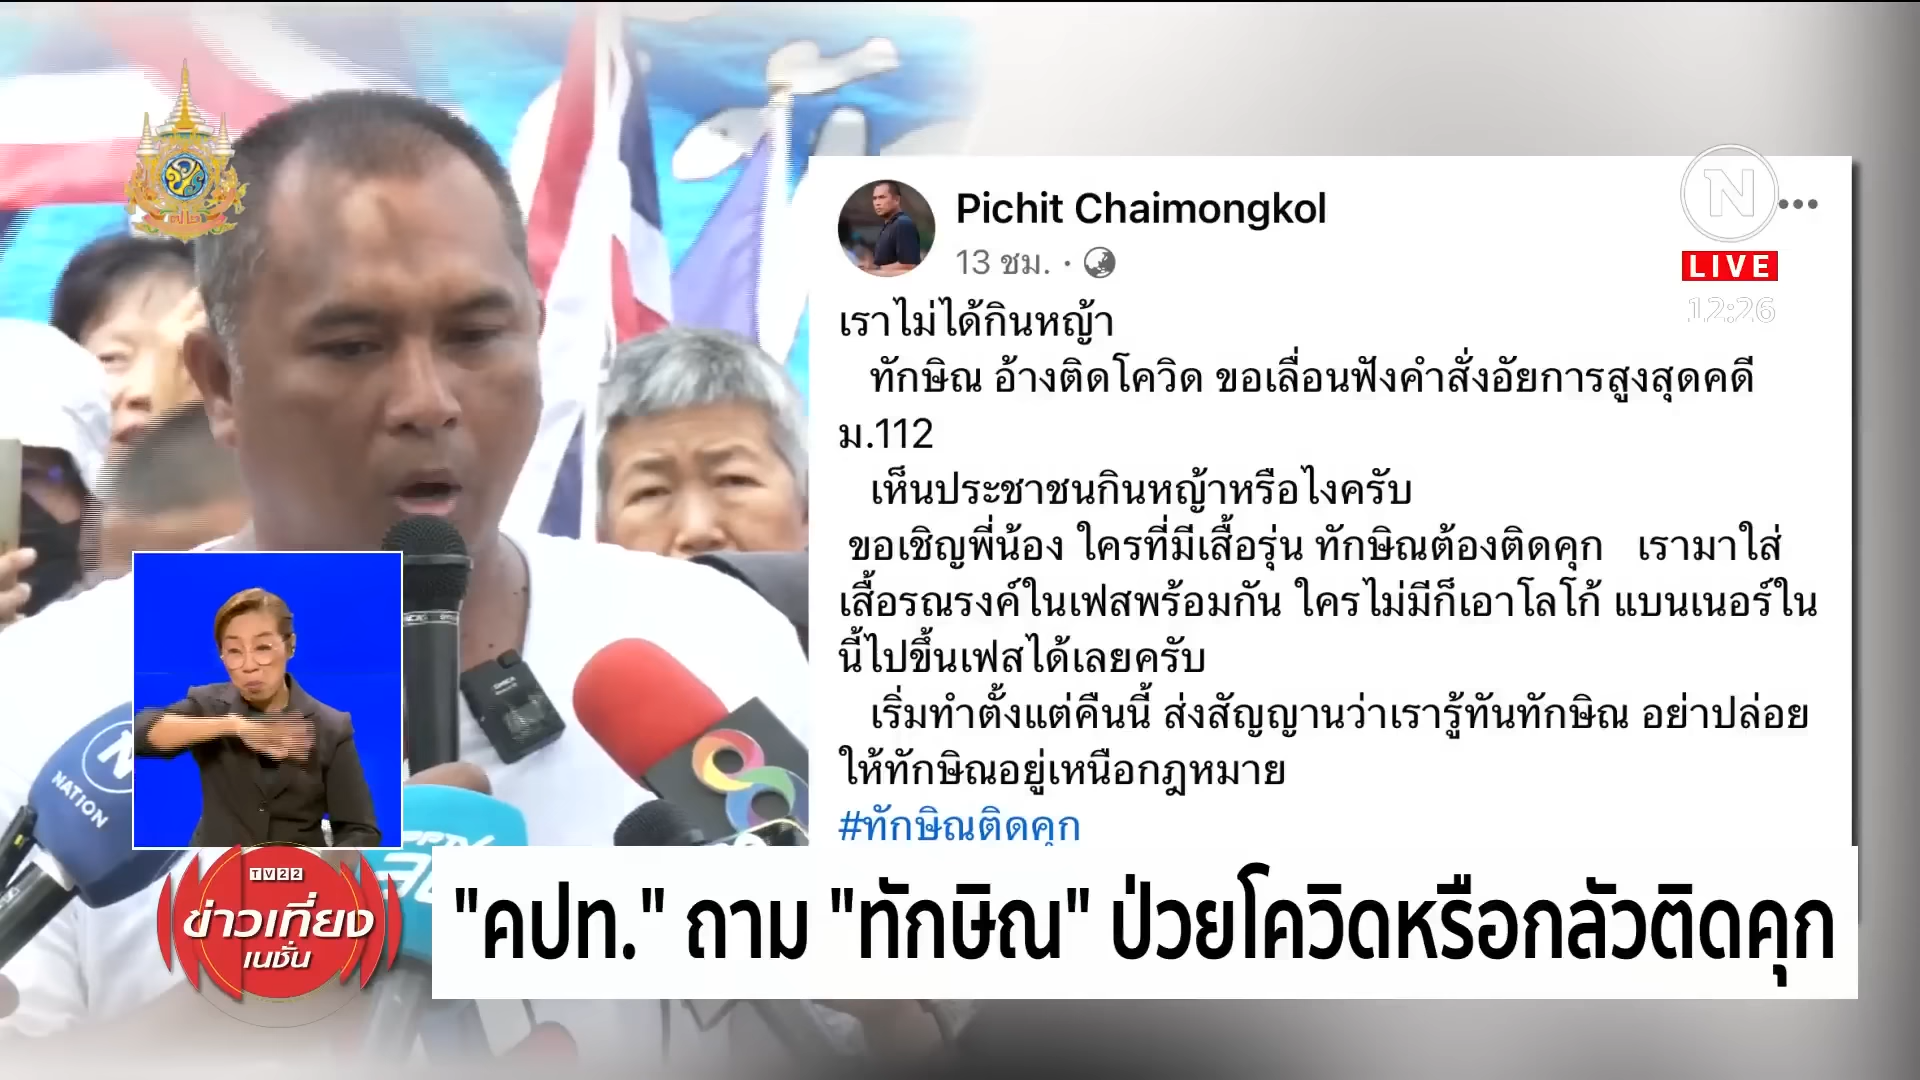 Pichit Chaimongkol
13 ชม. ·
N
LIVE
12:26
เราไม่ได้กินหญ้า
ทักษิณ อ้างติดโควิด ขอเลื่อนฟังคำสั่งอัยการสูงสุดคดี
ม.112
เห็นประชาชนกินหญ้าหรือไงครับ
ขอเชิญพี่น้อง ใครที่มีเสื้อรุ่น ทักษิณต้องติดคุก เรามาใส่
เสื้อรณรงค์ในเฟสพร้อมกัน ใครไม่มีก็เอาโลโก้ แบนเนอร์ใน
นี้ไปขึ้นเฟสได้เลยครับ
เริ่มทำตั้งแต่คืนนี้ ส่งสัญญานว่าเรารู้ทันทักษิณ อย่าปล่อย
ให้ทักษิณอยู่เหนือกฎหมาย
#ทักษิณติดคุก
N
NATION
TV22
ข่าวเที่ยง
เนชั่น
"คปท." ถาม "ทักษิณ" ป่วยโควิดหรือกลัวติดคุก